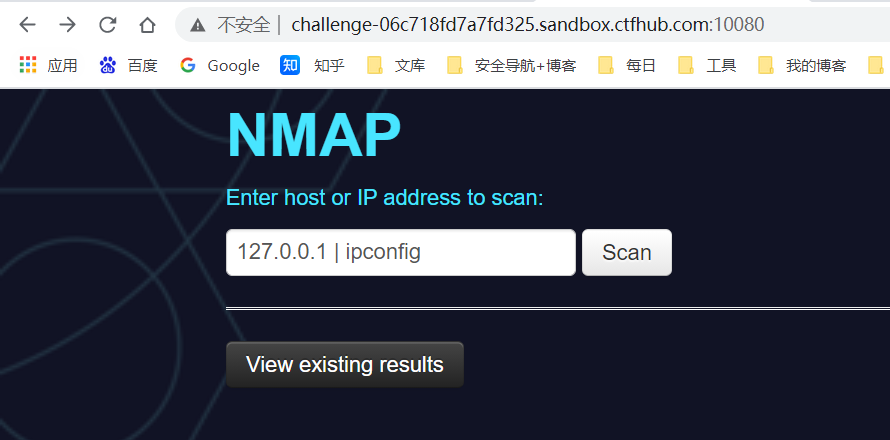 不安全 | challenge-06c718fd7a7fd325.sandbox.ctfhub.com:10080
应用 百度 Google 知 知乎 文库 安全导航+博客 每日 工具 我的博客
NMAP
Enter host or IP address to scan:
127.0.0.1 | ipconfig Scan
View existing results